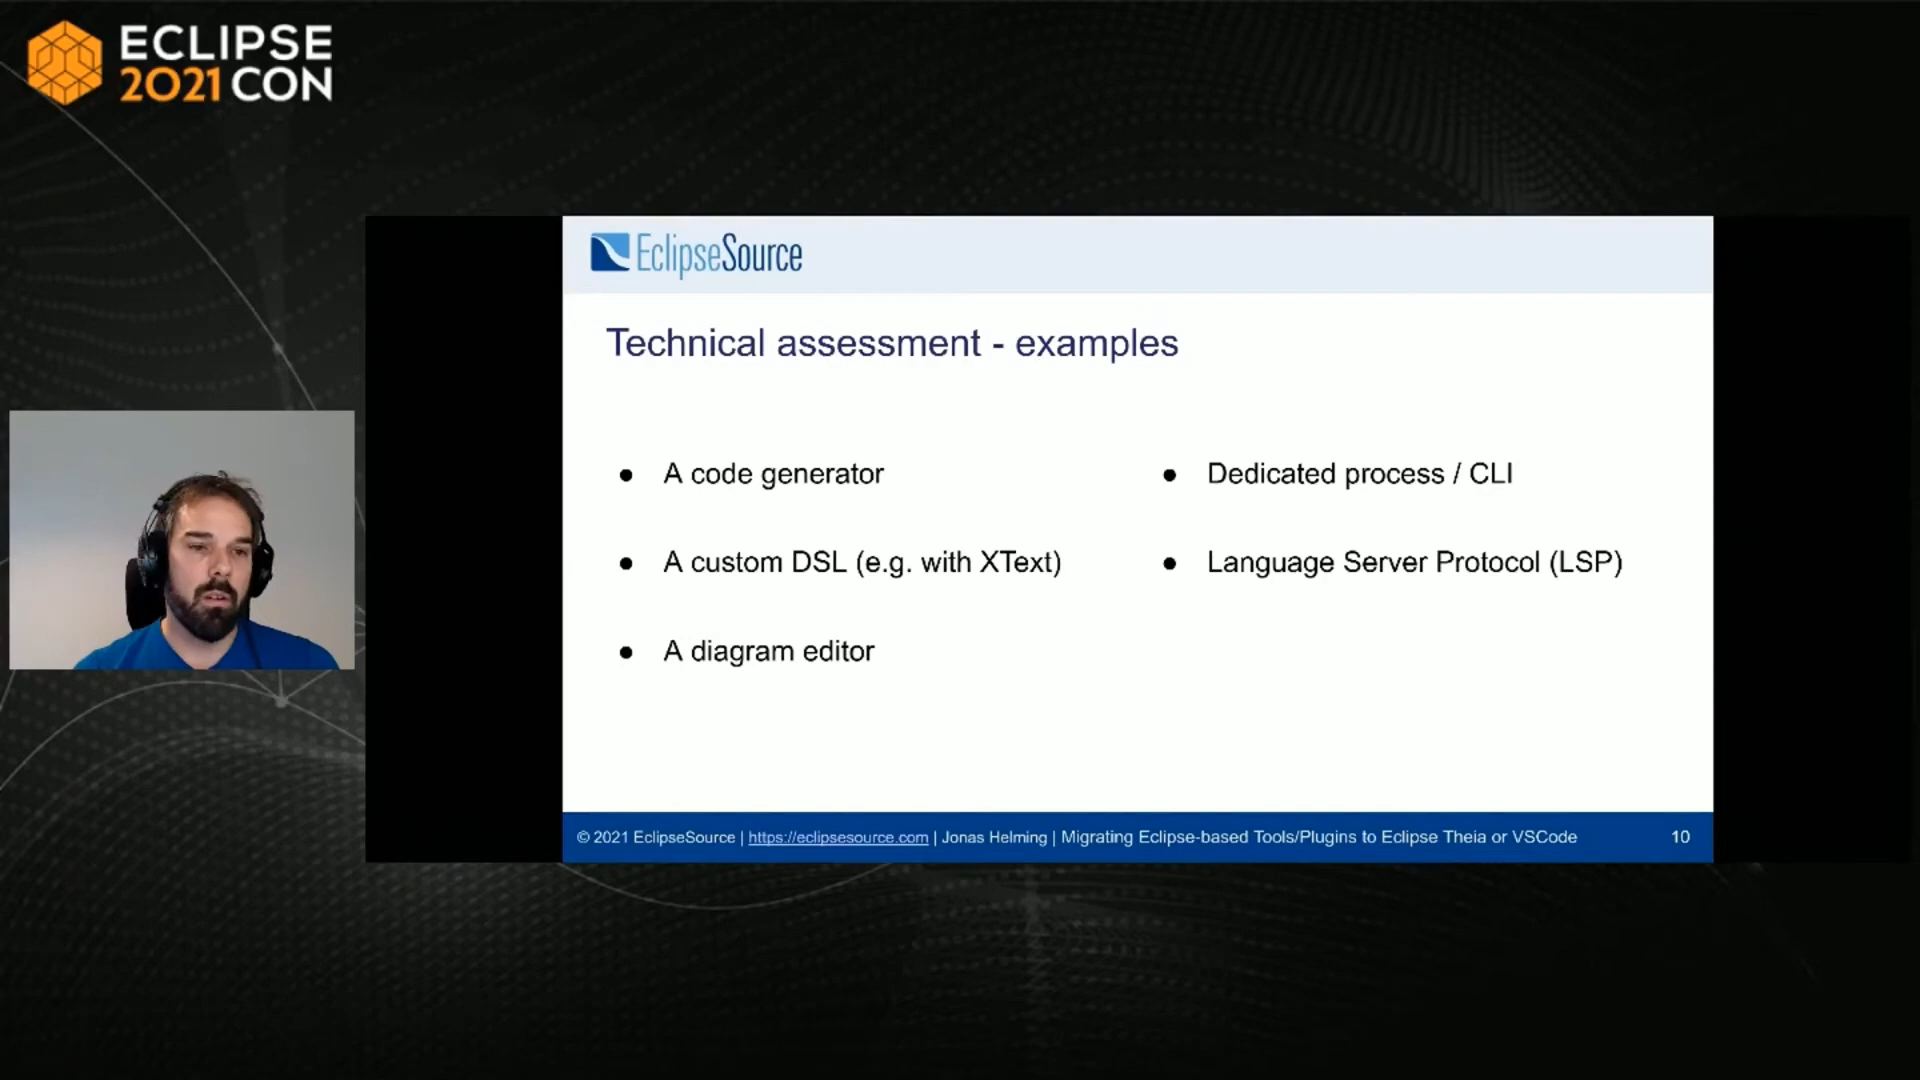 ECLIPSE
2021 CON
EclipseSource
Technical assessment - examples
● A code generator
● Dedicated process / CLI
● A custom DSL (e.g. with XText)
● Language Server Protocol (LSP)
● A diagram editor
© 2021 EclipseSource | https://eclipsesource.com | Jonas Helming | Migrating Eclipse-based Tools/Plugins to Eclipse Theia or VSCode 10